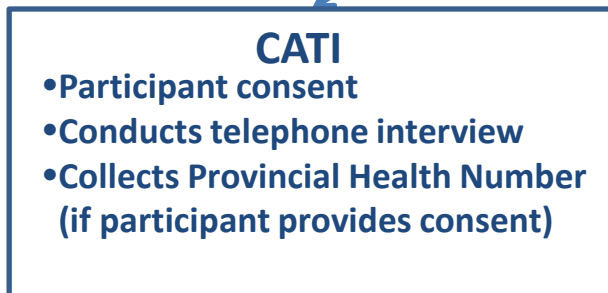 CATI
•Participant consent
•Conducts telephone interview
•Collects Provincial Health Number
(if participant provides consent)